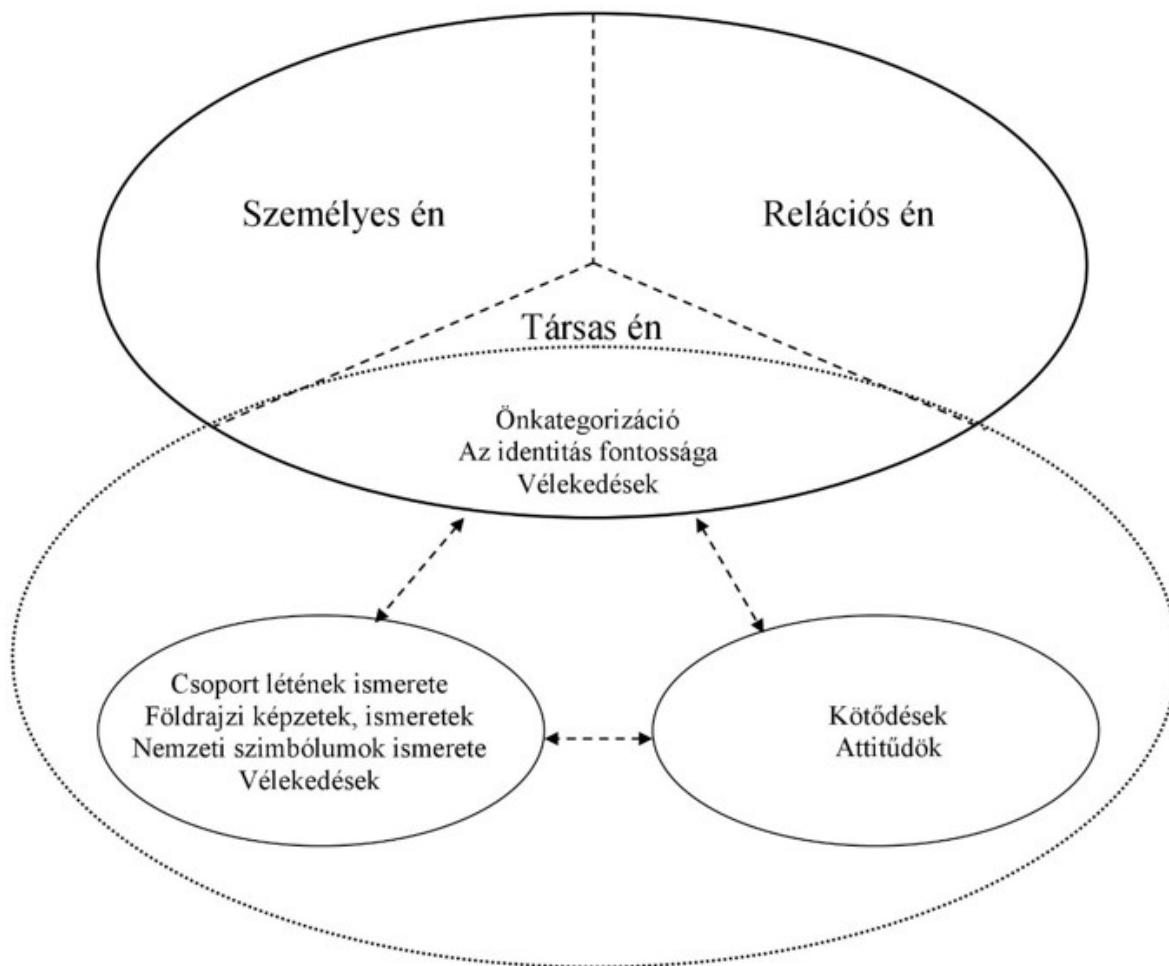 Személyes én
Relációs én
Társas én
Önkategorizáció
Az identitás fontossága
Vélekedések
Csoport létének ismerete
Földrajzi képzetek, ismeretek
Nemzeti szimbólumok ismerete
Vélekedések
Kötődések
Attitűdök